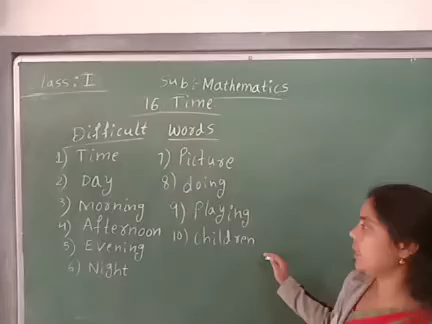 lass: I
Sub: Mathematics
16 Time
Difficult Words
1) Time
2) Day
3) Morning
4) Afternoon
5) Evening
6) Night
7) Picture
8) doing
9) Playing
10) children